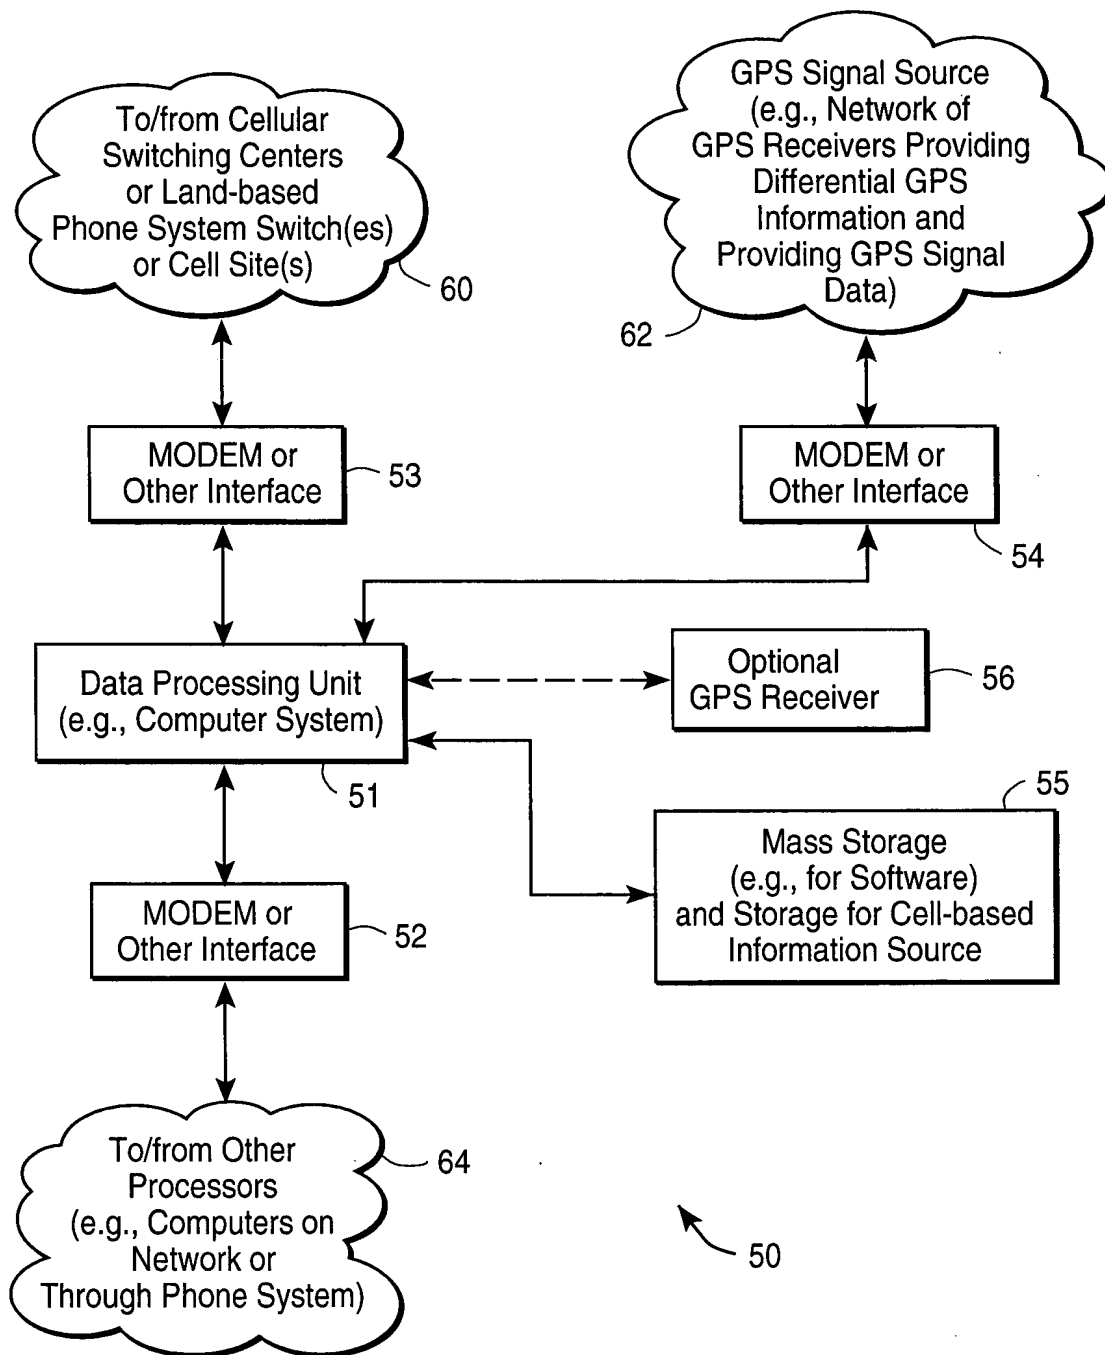 To/from Cellular
Switching Centers
or Land-based
Phone System Switch(es)
or Cell Site(s)
60
GPS Signal Source
(e.g., Network of
GPS Receivers Providing
Differential GPS
Information and
Providing GPS Signal
Data)
62
MODEM or
Other Interface
53
MODEM or
Other Interface
54
Data Processing Unit
(e.g., Computer System)
51
Optional
GPS Receiver
56
55
Mass Storage
(e.g., for Software)
and Storage for Cell-based
Information Source
MODEM or
Other Interface
52
To/from Other
Processors
(e.g., Computers on
Network or
Through Phone System)
64
50